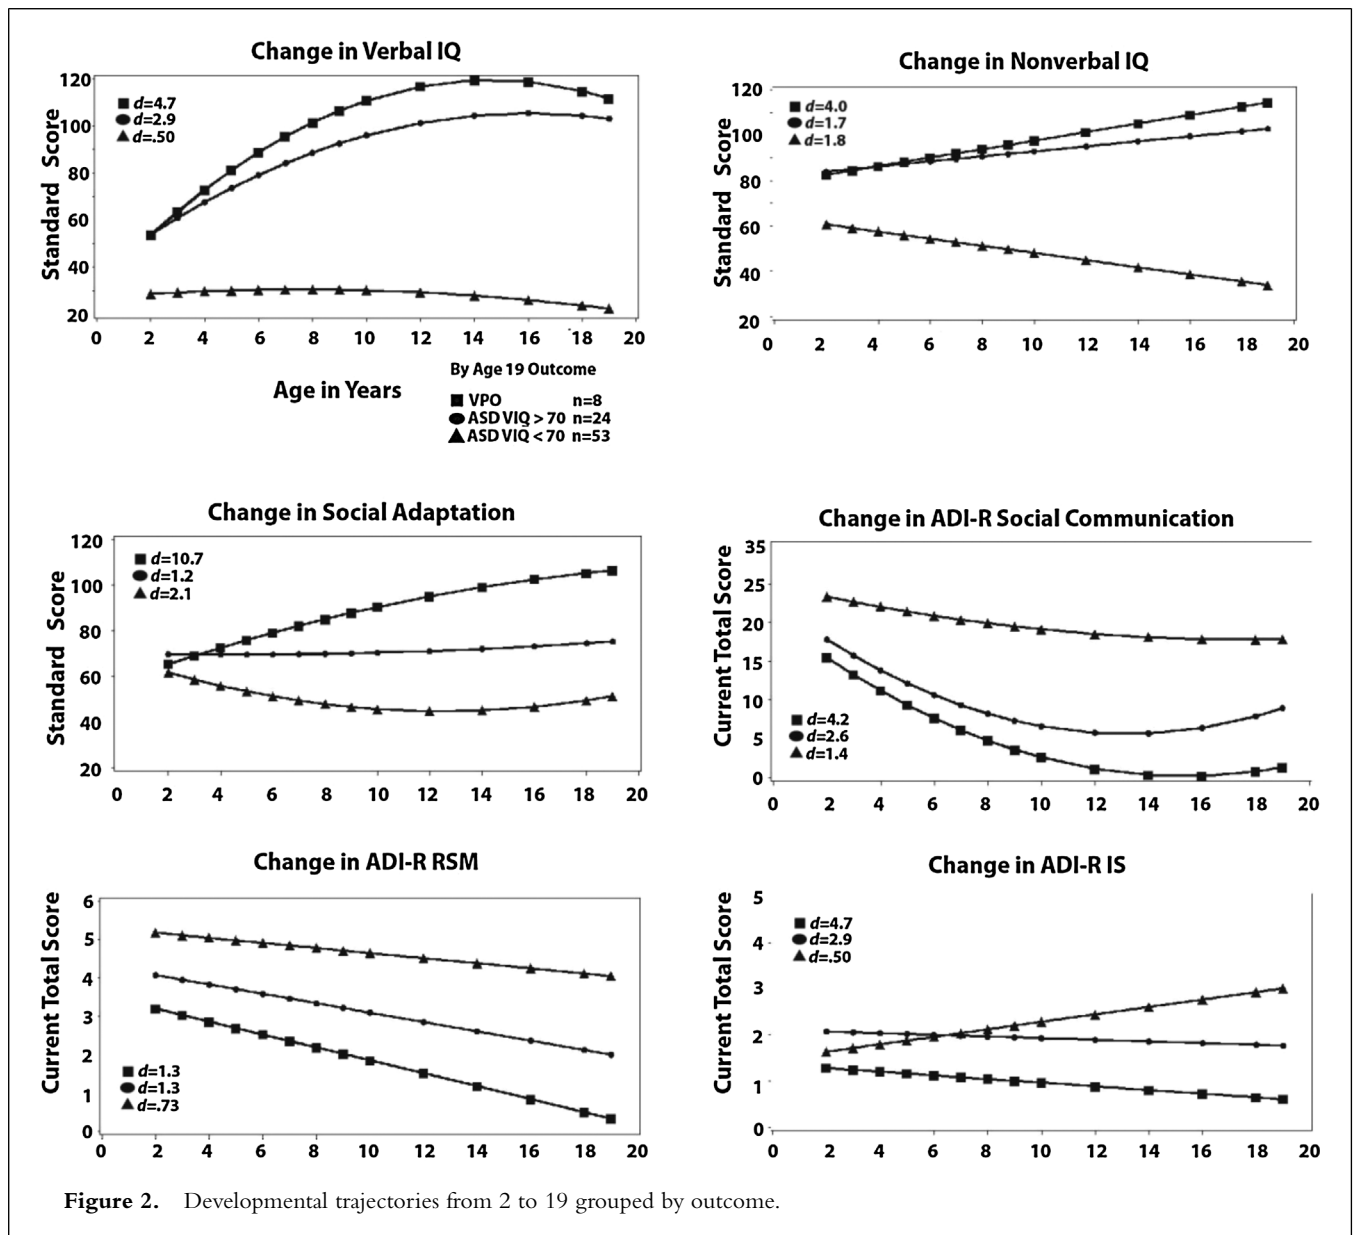 Change in Verbal IQ
Standard Score
120
100
80
60
40
20
d=4.7
d=2.9
d=.50
0 2 4 6 8 10 12 14 16 18 20
Age in Years
By Age 19 Outcome
VPO n=8
ASD VIQ > 70 n=24
ASD VIQ < 70 n=53
Change in Nonverbal IQ
Standard Score
120
100
80
60
40
20
d=4.0
d=1.7
d=1.8
0 2 4 6 8 10 12 14 16 18 20
Change in Social Adaptation
Standard Score
120
100
80
60
40
20
d=10.7
d=1.2
d=2.1
0 2 4 6 8 10 12 14 16 18 20
Change in ADI-R Social Communication
Current Total Score
35
25
20
15
10
5
0
d=4.2
d=2.6
d=1.4
0 2 4 6 8 10 12 14 16 18 20
Change in ADI-R RSM
Current Total Score
6
5
4
3
2
1
0
d=1.3
d=1.3
d=.73
0 2 4 6 8 10 12 14 16 18 20
Change in ADI-R IS
Current Total Score
5
4
3
2
1
0
d=4.7
d=2.9
d=.50
0 2 4 6 8 10 12 14 16 18 20
Figure 2. Developmental trajectories from 2 to 19 grouped by outcome.